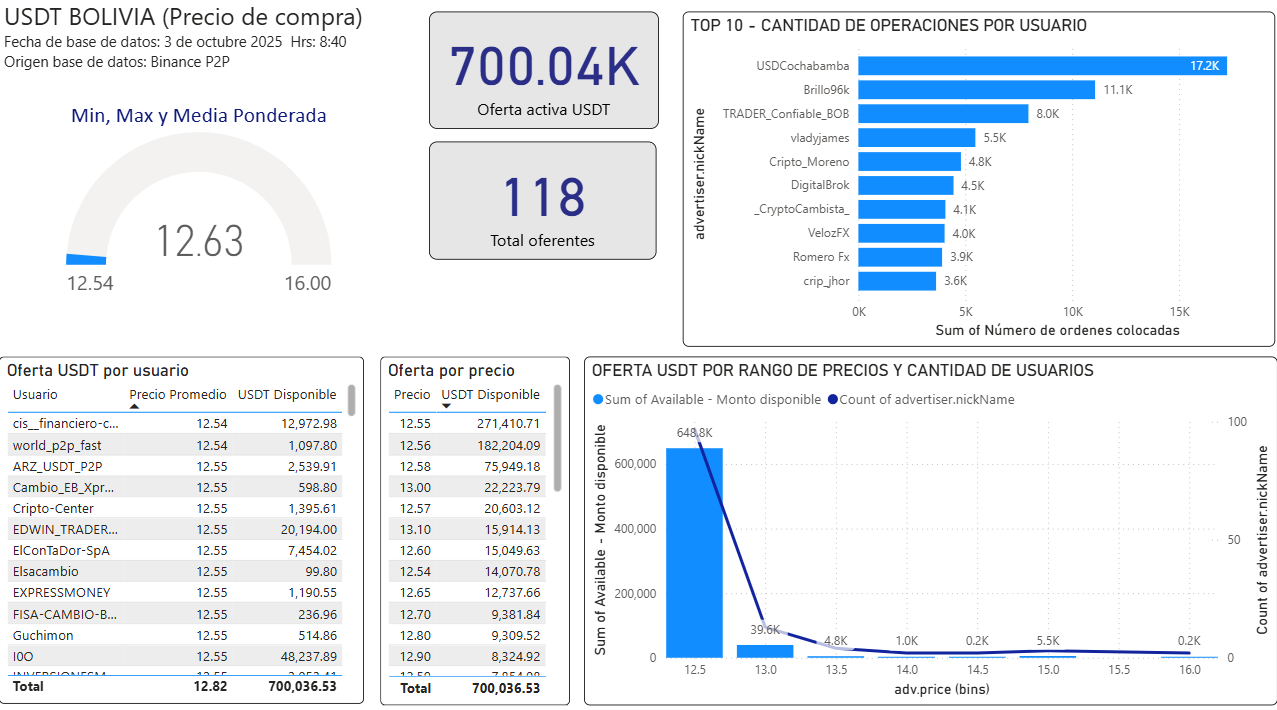 USDT BOLIVIA (Precio de compra)
Fecha de base de datos: 3 de octubre 2025 Hrs: 8:40
Origen base de datos: Binance P2P
Min, Max y Media Ponderada
12.63
12.54
16.00
700.04K
Oferta activa USDT
118
Total oferentes
TOP 10 - CANTIDAD DE OPERACIONES POR USUARIO
advertiser.nickName
USDCochabamba 17.2K
Brillo96k 11.1K
TRADER_Confiable_BOB 8.0K
vladyjames 5.5K
Cripto_Moreno 4.8K
DigitalBrok 4.5K
_CryptoCambista_ 4.1K
VelozFX 4.0K
Romero Fx 3.9K
crip_jhor 3.6K
0K 5K 10K 15K
Sum of Número de ordenes colocadas
Oferta USDT por usuario
Usuario Precio Promedio USDT Disponible
cis__financiero-c... 12.54 12,972.98
world_p2p_fast 12.54 1,097.80
ARZ_USDT_P2P 12.55 2,539.91
Cambio_EB_Xpr... 12.55 598.80
Cripto-Center 12.55 1,395.61
EDWIN_TRADER... 12.55 20,194.00
ElConTaDor-SpA 12.55 7,454.02
Elsacambio 12.55 99.80
EXPRESSMONEY 12.55 1,190.55
FISA-CAMBIO-B... 12.55 236.96
Guchimon 12.55 514.86
I0O 12.55 48,237.89
Total 12.82 700,036.53
Oferta por precio
Precio USDT Disponible
12.55 271,410.71
12.56 182,204.09
12.58 75,949.18
13.00 22,223.79
12.57 20,603.12
13.10 15,914.13
12.60 15,049.63
12.54 14,070.78
12.65 12,737.66
12.70 9,381.84
12.80 9,309.52
12.90 8,324.92
Total 700,036.53
OFERTA USDT POR RANGO DE PRECIOS Y CANTIDAD DE USUARIOS
Sum of Available - Monto disponible Count of advertiser.nickName
Sum of Available - Monto disponible
600,000
400,000
200,000
0
648.8K
39.6K
4.8K
1.0K
0.2K
5.5K
0.2K
100
50
0
Count of advertiser.nickName
12.5 13.0 13.5 14.0 14.5 15.0 15.5 16.0
adv.price (bins)